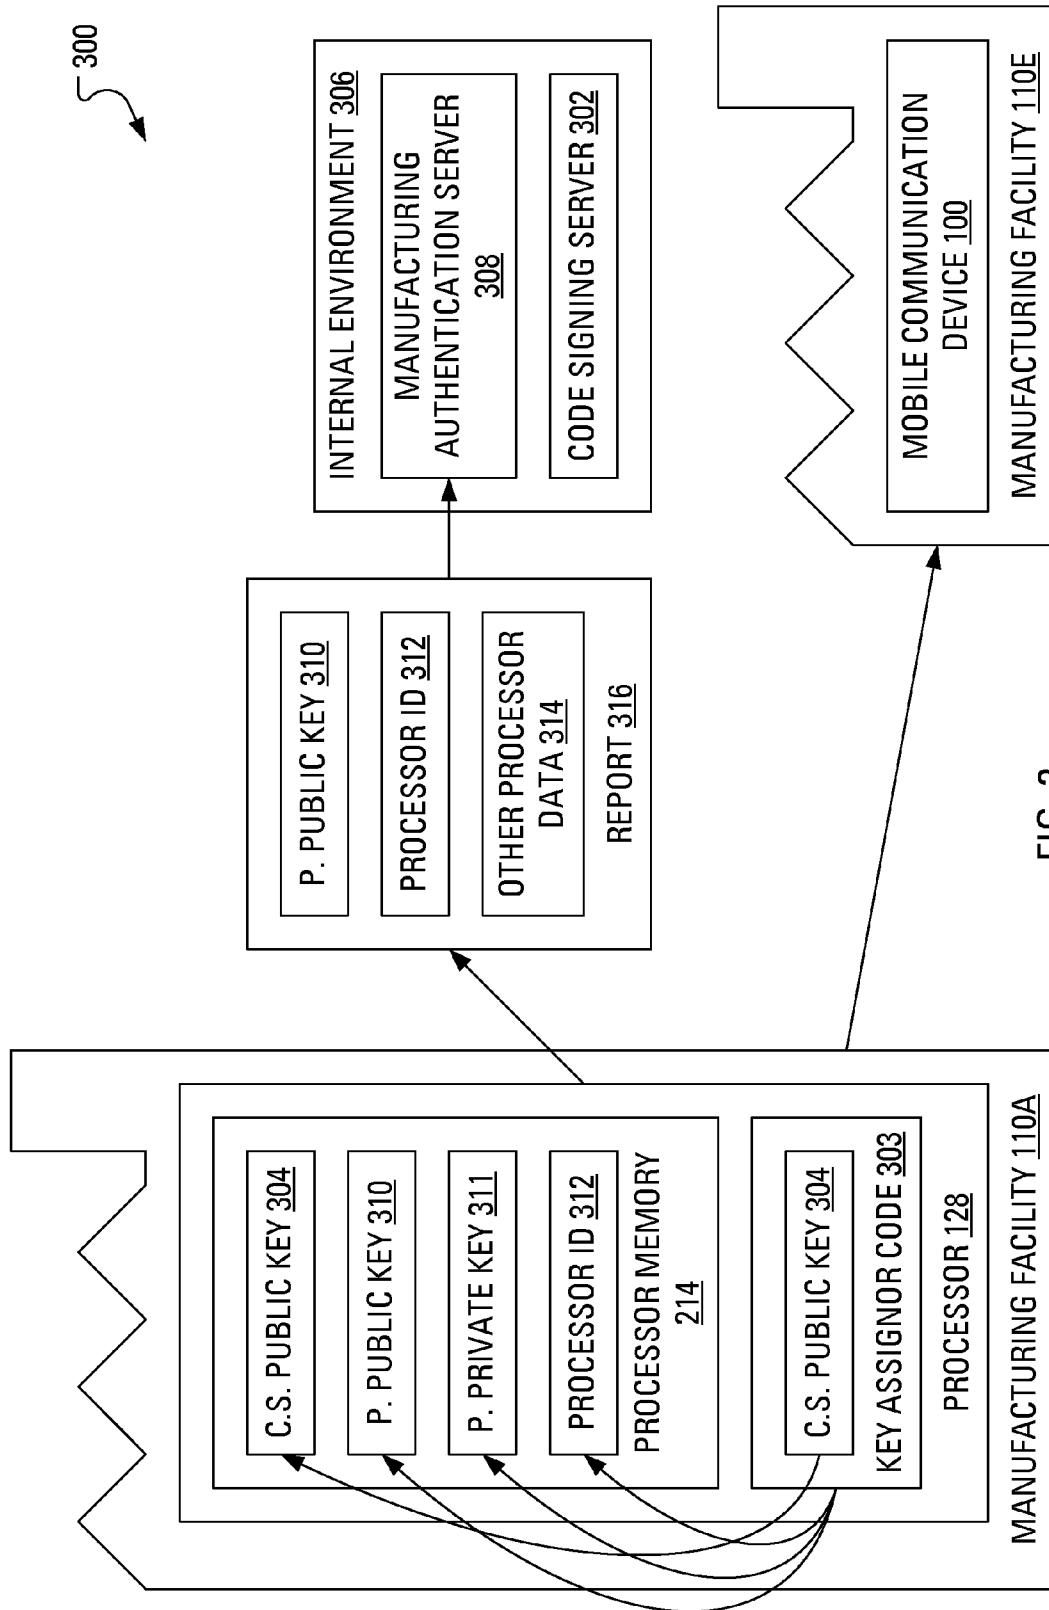 300
C.S. PUBLIC KEY 304
P. PUBLIC KEY 310
P. PRIVATE KEY 311
PROCESSOR ID 312
PROCESSOR MEMORY
214
C.S. PUBLIC KEY 304
KEY ASSIGNOR CODE 303
PROCESSOR 128
MANUFACTURING FACILITY 110A
P. PUBLIC KEY 310
PROCESSOR ID 312
OTHER PROCESSOR
DATA 314
REPORT 316
INTERNAL ENVIRONMENT 306
MANUFACTURING
AUTHENTICATION SERVER
308
CODE SIGNING SERVER 302
MOBILE COMMUNICATION
DEVICE 100
MANUFACTURING FACILITY 110E
FIG.